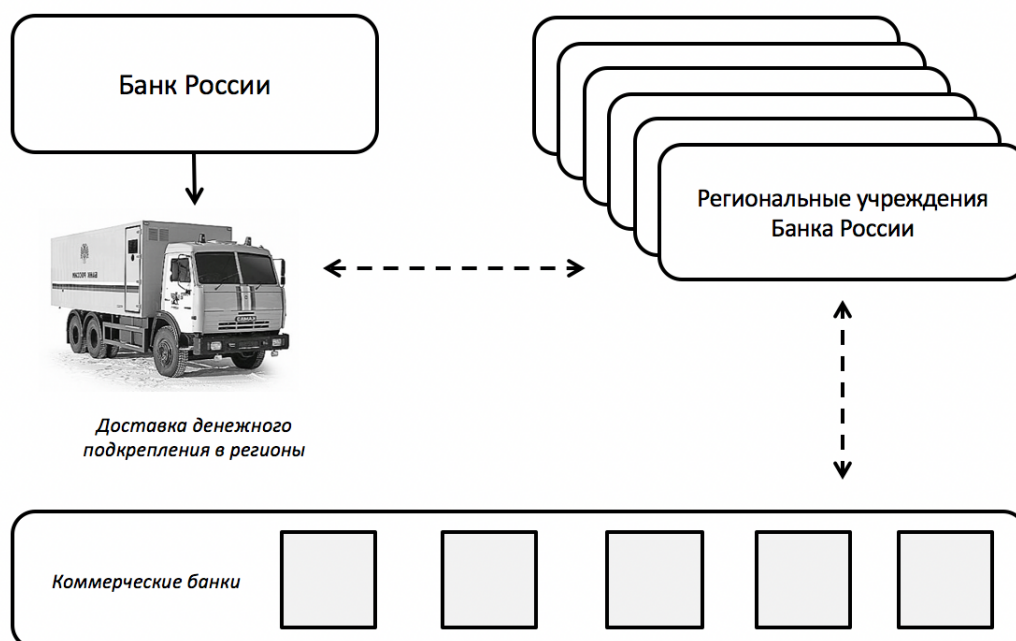 Банк России
Региональные учреждения
Банка России
Доставка денежного
подкрепления в регионы
Коммерческие банки